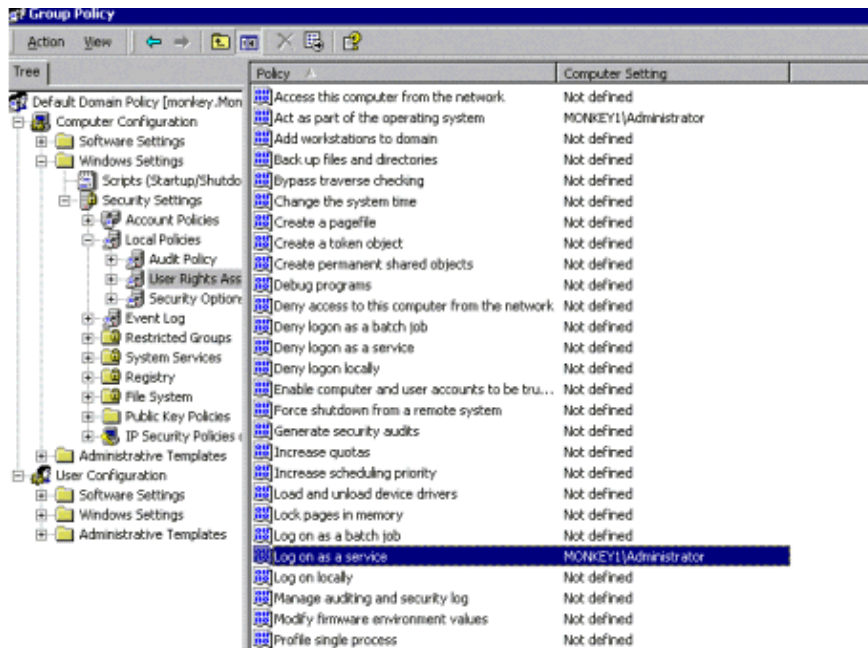 Group Policy
Action View
Tree
Default Domain Policy [monkey.Mon
Computer Configuration
Software Settings
Windows Settings
Scripts (Startup/Shutdo
Security Settings
Account Policies
Local Policies
Audit Policy
User Rights Ass
Security Option
Event Log
Restricted Groups
System Services
Registry
File System
Public Key Policies
IP Security Policies
Administrative Templates
User Configuration
Software Settings
Windows Settings
Administrative Templates
Policy Computer Setting
Access this computer from the network Not defined
Act as part of the operating system MONKEY1\Administrator
Add workstations to domain Not defined
Back up files and directories Not defined
Bypass traverse checking Not defined
Change the system time Not defined
Create a pagefile Not defined
Create a token object Not defined
Create permanent shared objects Not defined
Debug programs Not defined
Deny access to this computer from the network Not defined
Deny logon as a batch job Not defined
Deny logon as a service Not defined
Deny logon locally Not defined
Enable computer and user accounts to be tru... Not defined
Force shutdown from a remote system Not defined
Generate security audits Not defined
Increase quotas Not defined
Increase scheduling priority Not defined
Load and unload device drivers Not defined
Lock pages in memory Not defined
Log on as a batch job Not defined
Log on as a service MONKEY1\Administrator
Log on locally Not defined
Manage auditing and security log Not defined
Modify firmware environment values Not defined
Profile single process Not defined